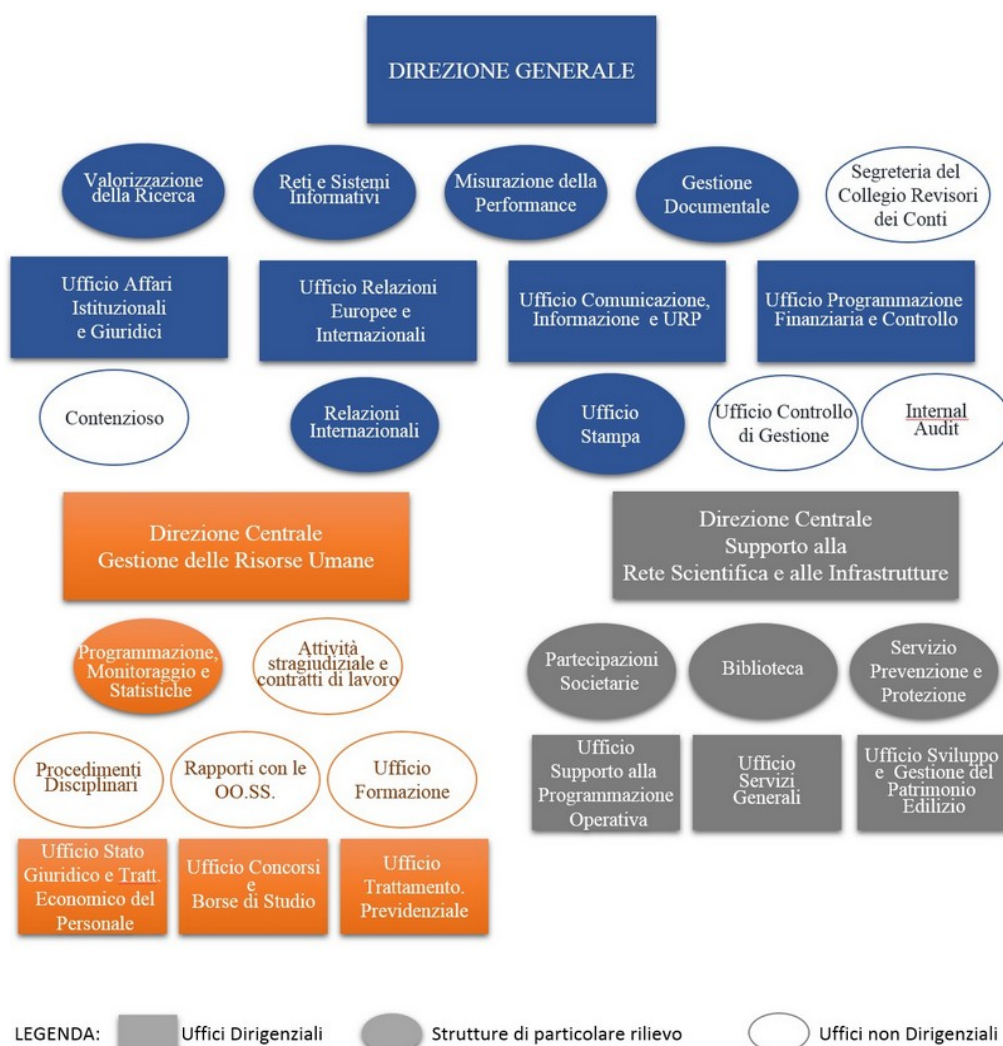 DIREZIONE GENERALE
Valorizzazione
della Ricerca
Reti e Sistemi
Informativi
Misurazione della
Performance
Gestione
Documentale
Segreteria del
Collegio Revisori
dei Conti
Ufficio Affari
Istituzionali
e Giuridici
Ufficio Relazioni
Europee e
Internazionali
Ufficio Comunicazione,
Informazione e URP
Ufficio Programmazione
Finanziaria e Controllo
Contenzioso
Relazioni
Internazionali
Ufficio
Stampa
Ufficio Controllo
di Gestione
Internal
Audit
Direzione Centrale
Gestione delle Risorse Umane
Direzione Centrale
Supporto alla
Rete Scientifica e alle Infrastrutture
Programmazione,
Monitoraggio e
Statistiche
Attività
stragiudiziale e
contratti di lavoro
Partecipazioni
Societarie
Biblioteca
Servizio
Prevenzione e
Protezione
Procedimenti
Disciplinari
Rapporti con le
OO.SS.
Ufficio
Formazione
Ufficio
Supporto alla
Programmazione
Operativa
Ufficio
Servizi
Generali
Ufficio Sviluppo
e Gestione del
Patrimonio
Edilizio
Ufficio Stato
Giuridico e Tratt.
Economico del
Personale
Ufficio Concorsi
e
Borse di Studio
Ufficio
Trattamento.
Previdenziale
LEGENDA:
Uffici Dirigenziali
Strutture di particolare rilievo
Uffici non Dirigenziali